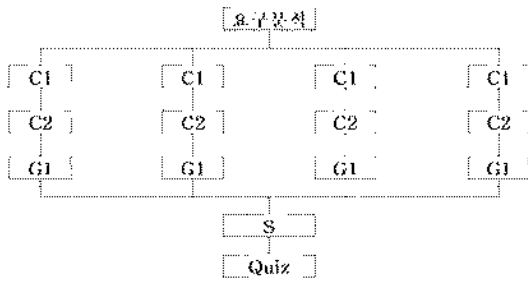 요구분석
C1 C1 C1 C1
C2 C2 C2 C2
G1 G1 G1 G1
S
Quiz